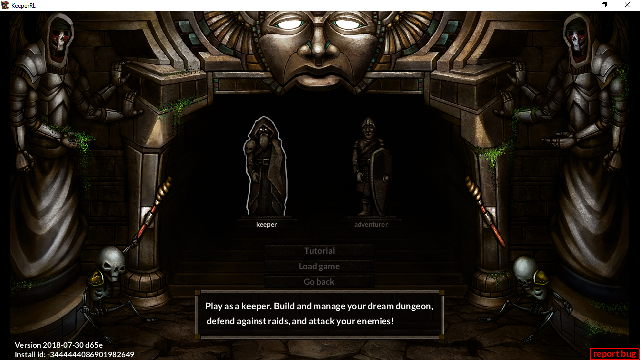 KeeperRL
keeper
adventurer
Tutorial
Load game
Go back
Play as a keeper. Build and manage your dream dungeon,
defend against raids, and attack your enemies!
Version 2018-07-30 d65e
Install id: -3444444086901982649
report bug